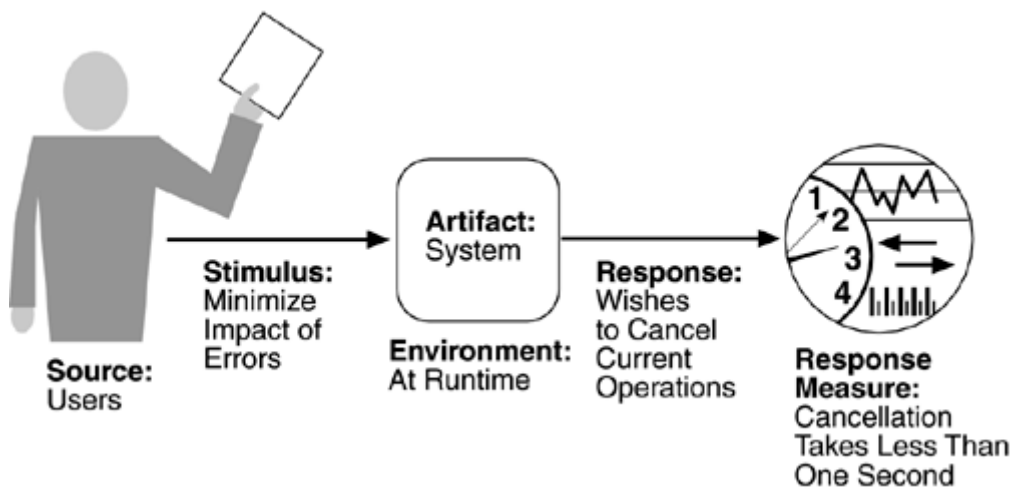 Source:
Users
Stimulus:
Minimize
Impact of
Errors
Artifact:
System
Environment:
At Runtime
Response:
Wishes
to Cancel
Current
Operations
1
2
3
4
Response
Measure:
Cancellation
Takes Less Than
One Second